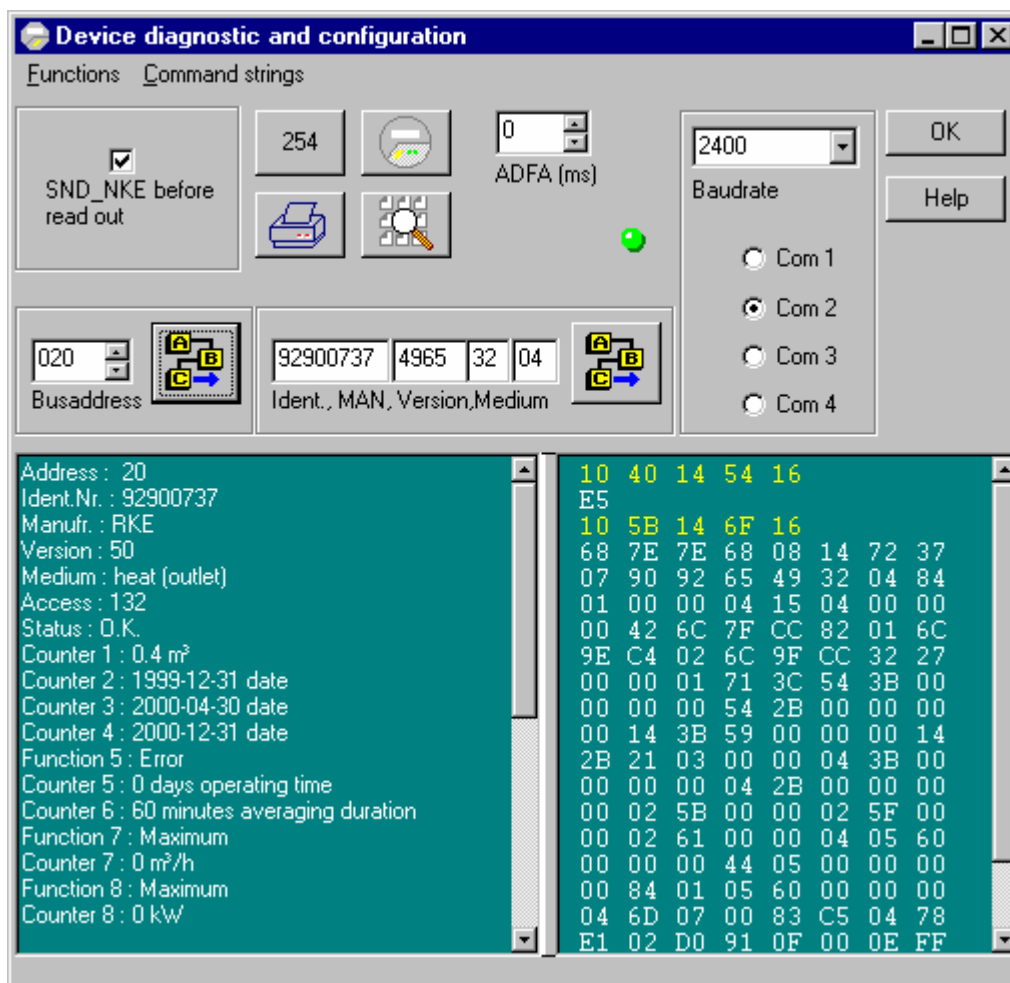 Device diagnostic and configuration
Functions Command strings
SND_NKE before
read out
254
0
ADFA (ms)
2400
Baudrate
Com 1
Com 2
Com 3
Com 4
OK
Help
020
Busaddress
A
B
C
92900737 4965 32 04
Ident., MAN, Version,Medium
A
B
C
Address : 20
Ident.Nr. : 92900737
Manufr. : RKE
Version : 50
Medium : heat (outlet)
Access : 132
Status : O.K.
Counter 1 : 0.4 m³
Counter 2 : 1999-12-31 date
Counter 3 : 2000-04-30 date
Counter 4 : 2000-12-31 date
Function 5 : Error
Counter 5 : 0 days operating time
Counter 6 : 60 minutes averaging duration
Function 7 : Maximum
Counter 7 : 0 m³/h
Function 8 : Maximum
Counter 8 : 0 kW
10 40 14 54 16
E5
10 5B 14 6F 16
68 7E 7E 68 08 14 72 37
07 90 92 65 49 32 04 84
01 00 00 04 15 04 00 00
00 42 6C 7F CC 82 01 6C
9E C4 02 6C 9F CC 32 27
00 00 01 71 3C 54 3B 00
00 00 00 54 2B 00 00 00
00 14 3B 59 00 00 00 14
2B 21 03 00 00 04 3B 00
00 00 00 04 2B 00 00 00
00 02 5B 00 00 02 5F 00
00 02 61 00 00 04 05 60
00 00 00 44 05 00 00 00
00 84 01 05 60 00 00 00
04 6D 07 00 83 C5 04 78
E1 02 D0 91 0F 00 0E FF